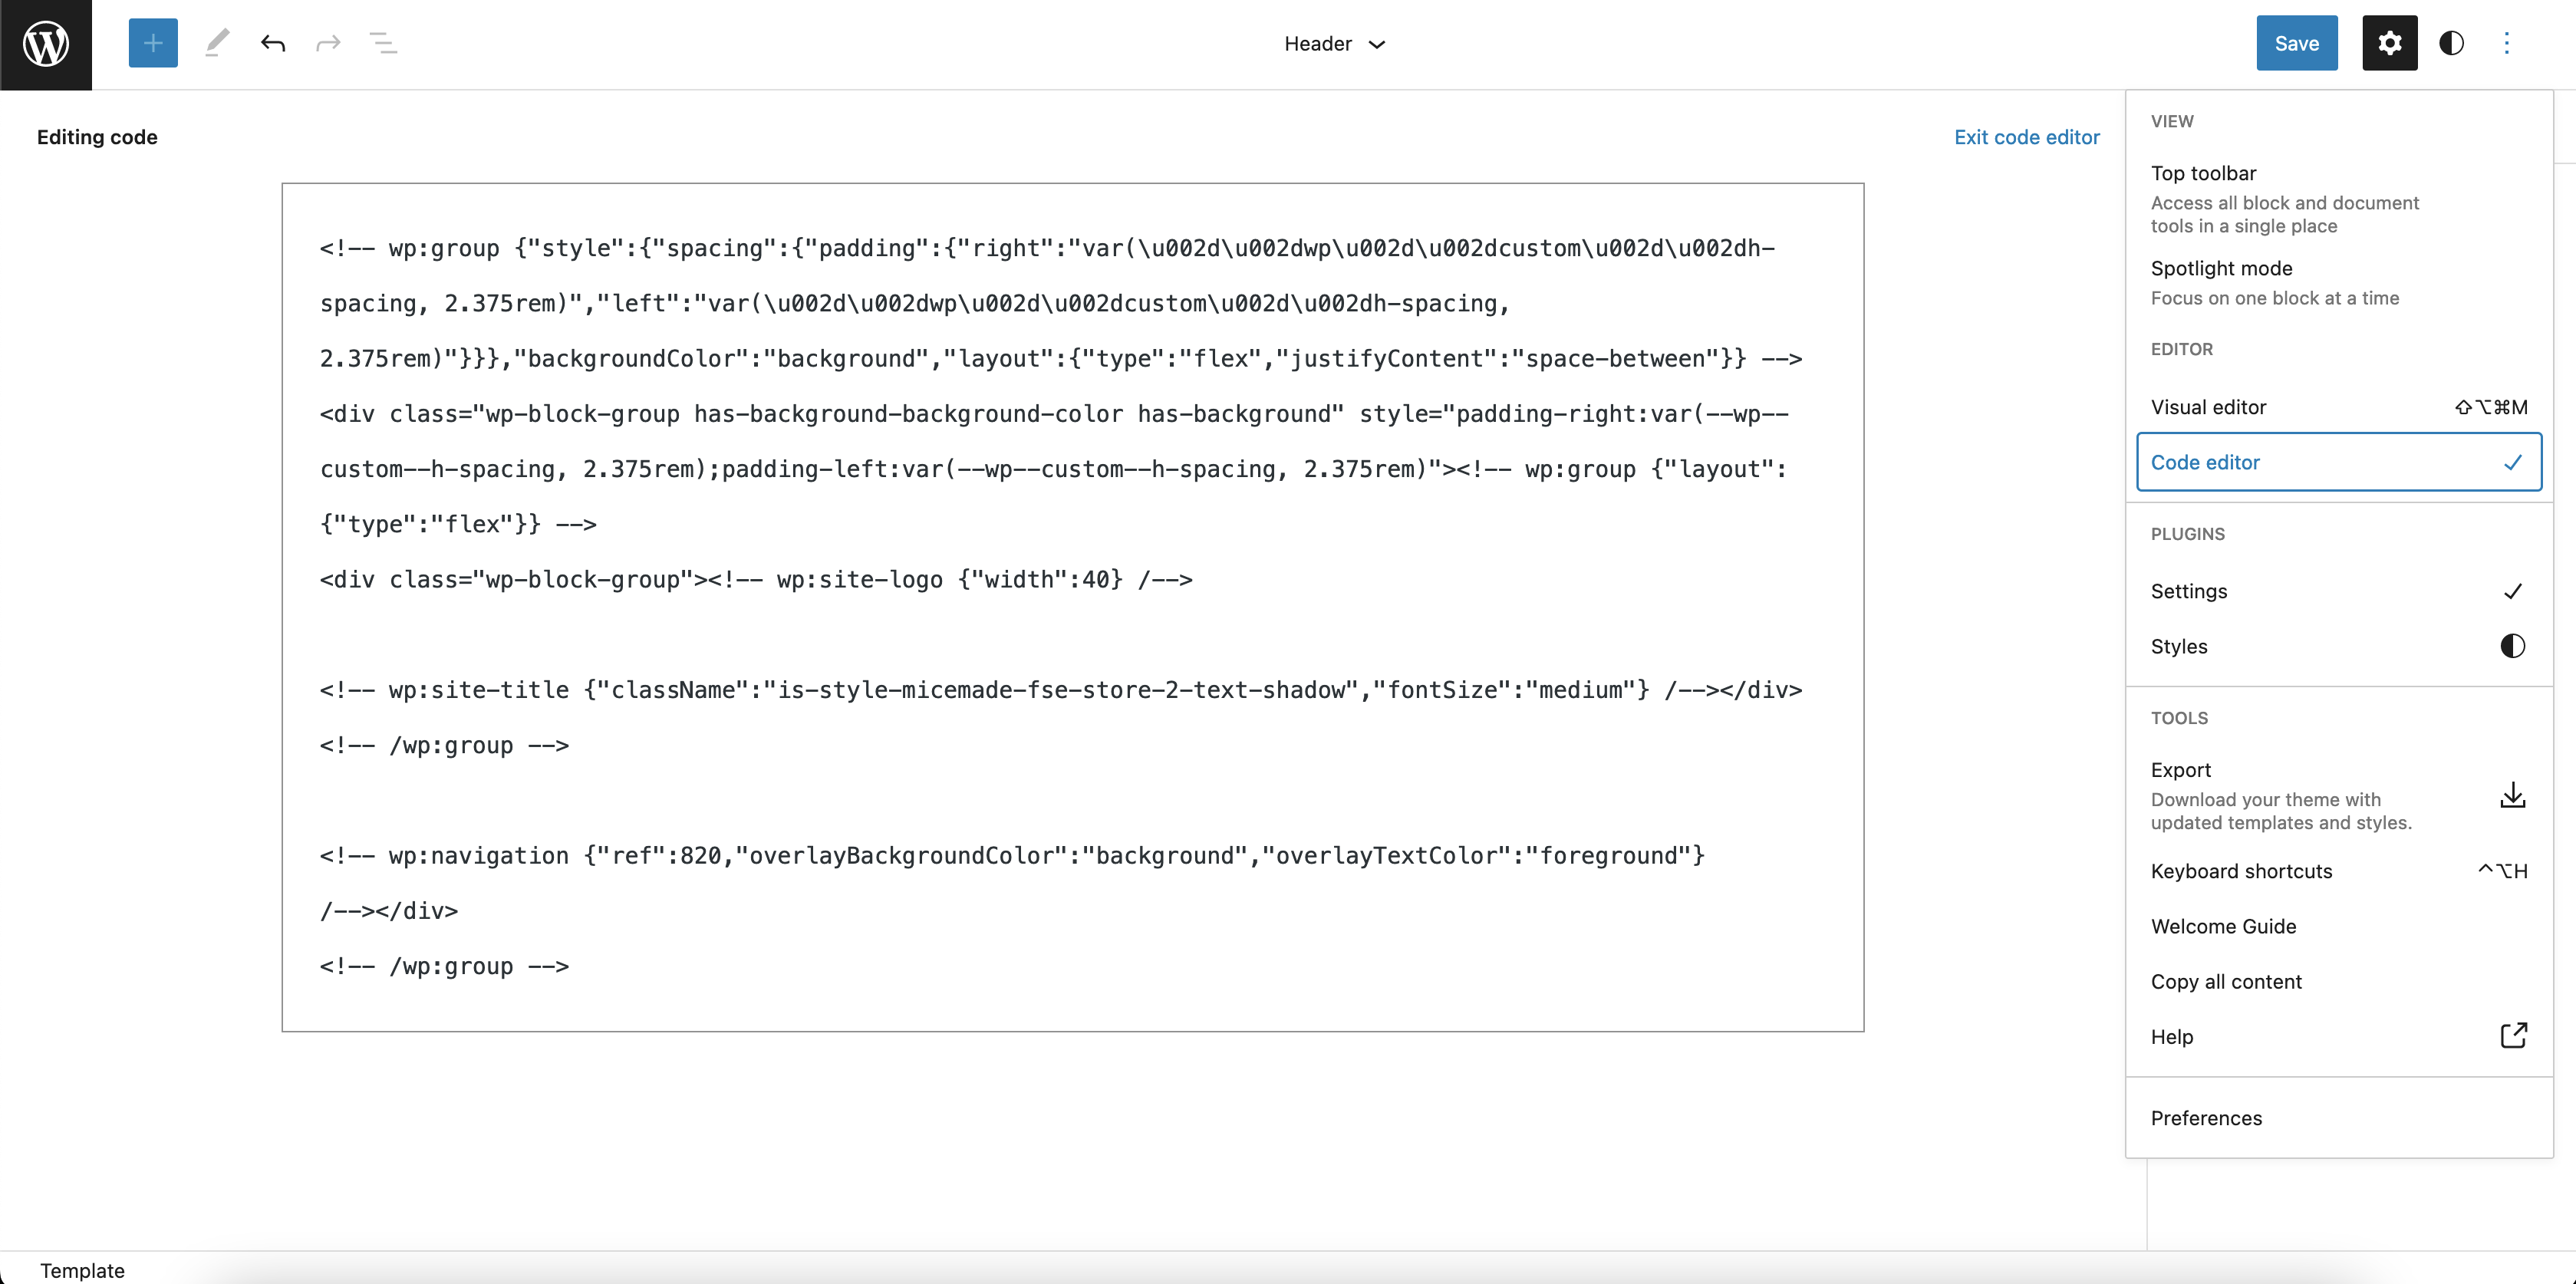 Header
Save
Editing code
Exit code editor
<!-- wp:group {"style":{"spacing":{"padding":{"right":"var(\u002d\u002dwp\u002d\u002dcustom\u002d\u002dh-
spacing, 2.375rem)","left":"var(\u002d\u002dwp\u002d\u002dcustom\u002d\u002dh-spacing,
2.375rem)"}}},"backgroundColor":"background","layout":{"type":"flex","justifyContent":"space-between"}} -->
<div class="wp-block-group has-background-background-color has-background" style="padding-right:var(--wp--
custom--h-spacing, 2.375rem);padding-left:var(--wp--custom--h-spacing, 2.375rem)"><!-- wp:group {"layout":
{"type":"flex"}} -->
<div class="wp-block-group"><!-- wp:site-logo {"width":40} /-->
<!-- wp:site-title {"className":"is-style-micemade-fse-store-2-text-shadow","fontSize":"medium"} /--></div>
<!-- /wp:group -->
<!-- wp:navigation {"ref":820,"overlayBackgroundColor":"background","overlayTextColor":"foreground"}
/--></div>
<!-- /wp:group -->
VIEW
Top toolbar
Access all block and document
tools in a single place
Spotlight mode
Focus on one block at a time
EDITOR
Visual editor ⇧⌥⌘M
Code editor
PLUGINS
Settings
Styles
TOOLS
Export
Download your theme with
updated templates and styles.
Keyboard shortcuts ^⌥H
Welcome Guide
Copy all content
Help
Preferences
Template